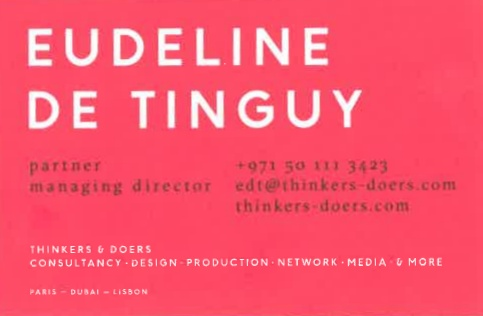 EUDELINE
DE TINGUY
partner
managing director
+971 50 111 3423
edt@thinkers-doers.com
thinkers-doers.com
THINKERS & DOERS
CONSULTANCY · DESIGN · PRODUCTION · NETWORK · MEDIA · & MORE
PARIS — DUBAI — LISBON